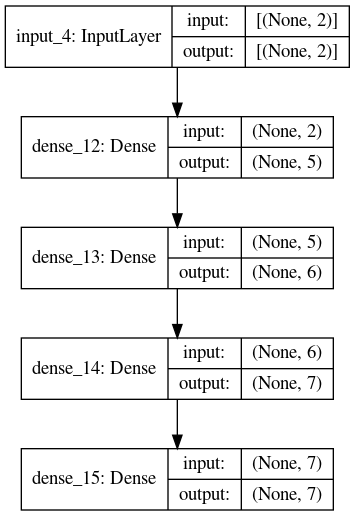 input_4: InputLayer
input:
[(None, 2)]
output:
[(None, 2)]
dense_12: Dense
input:
(None, 2)
output:
(None, 5)
dense_13: Dense
input:
(None, 5)
output:
(None, 6)
dense_14: Dense
input:
(None, 6)
output:
(None, 7)
dense_15: Dense
input:
(None, 7)
output:
(None, 7)